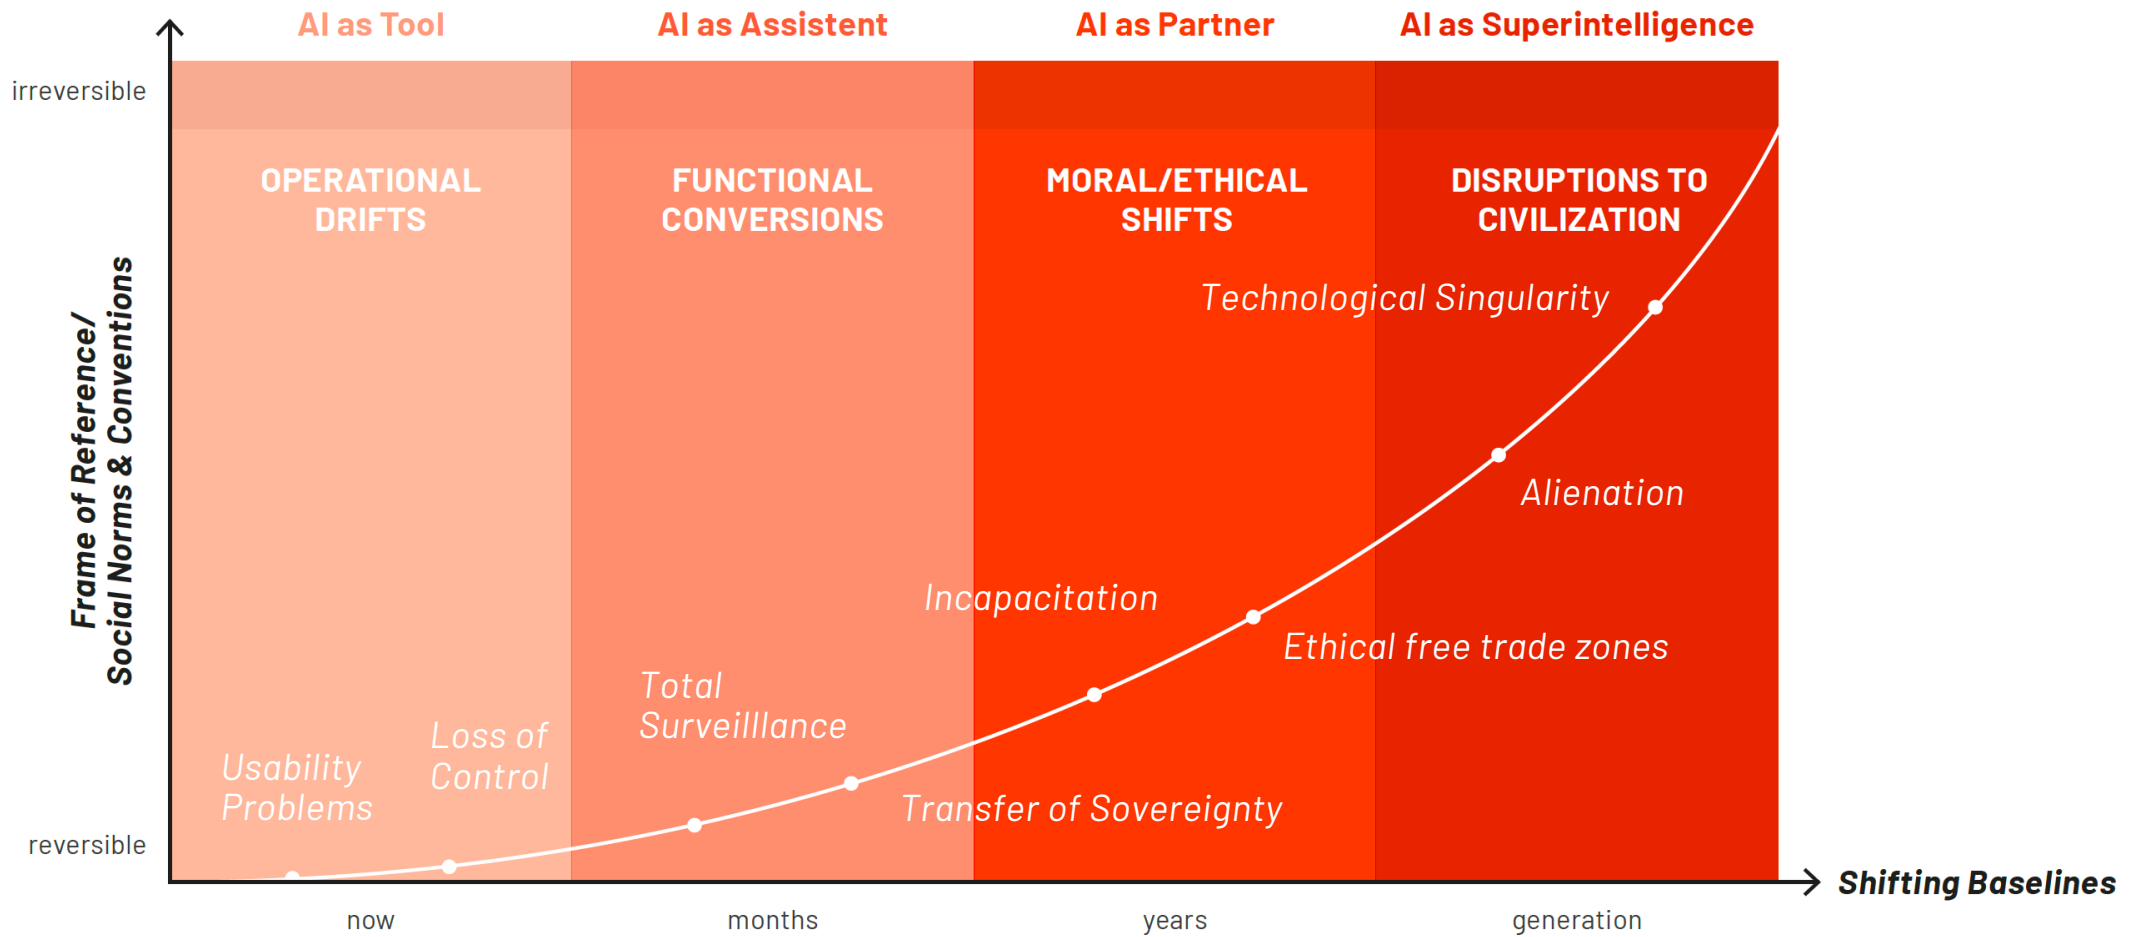 AI as Tool
AI as Assistent
AI as Partner
AI as Superintelligence
irreversible
OPERATIONAL
DRIFTS
FUNCTIONAL
CONVERSIONS
MORAL/ETHICAL
SHIFTS
DISRUPTIONS TO
CIVILIZATION
Technological Singularity
Alienation
Incapacitation
Ethical free trade zones
Total
Surveilllance
Transfer of Sovereignty
Loss of
Control
Usability
Problems
Frame of Reference/
Social Norms & Conventions
reversible
Shifting Baselines
now
months
years
generation